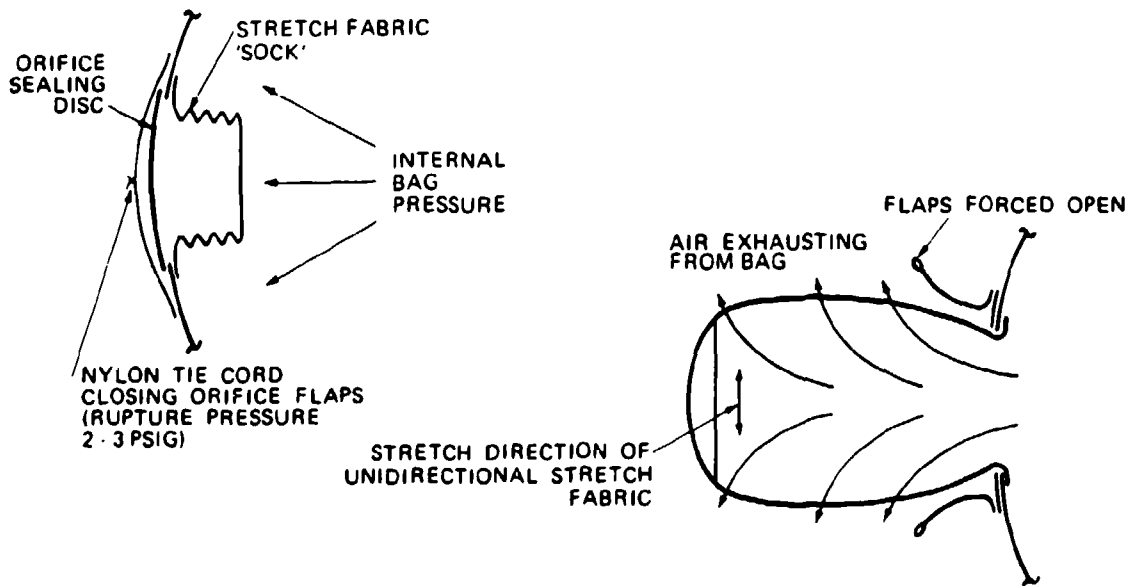 STRETCH FABRIC
'SOCK'
ORIFICE
SEALING
DISC
INTERNAL
BAG
PRESSURE
NYLON TIE CORD
CLOSING ORIFICE FLAPS
(RUPTURE PRESSURE
2 - 3 PSIG)
FLAPS FORCED OPEN
AIR EXHAUSTING
FROM BAG
STRETCH DIRECTION OF
UNIDIRECTIONAL STRETCH
FABRIC